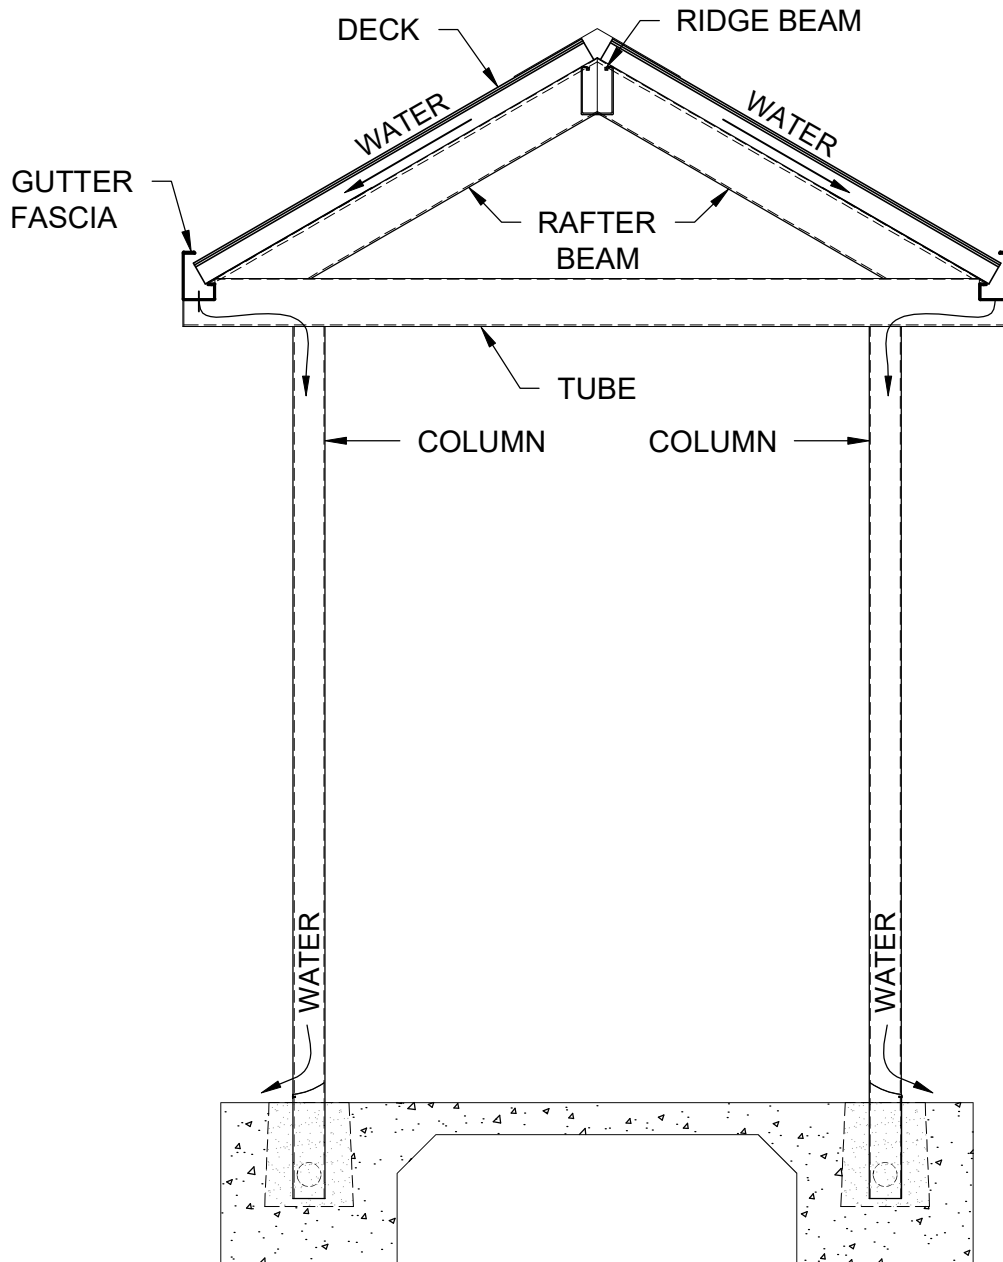 DECK
RIDGE BEAM
WATER
WATER
GUTTER
FASCIA
RAFTER
BEAM
TUBE
COLUMN
COLUMN
WATER
WATER